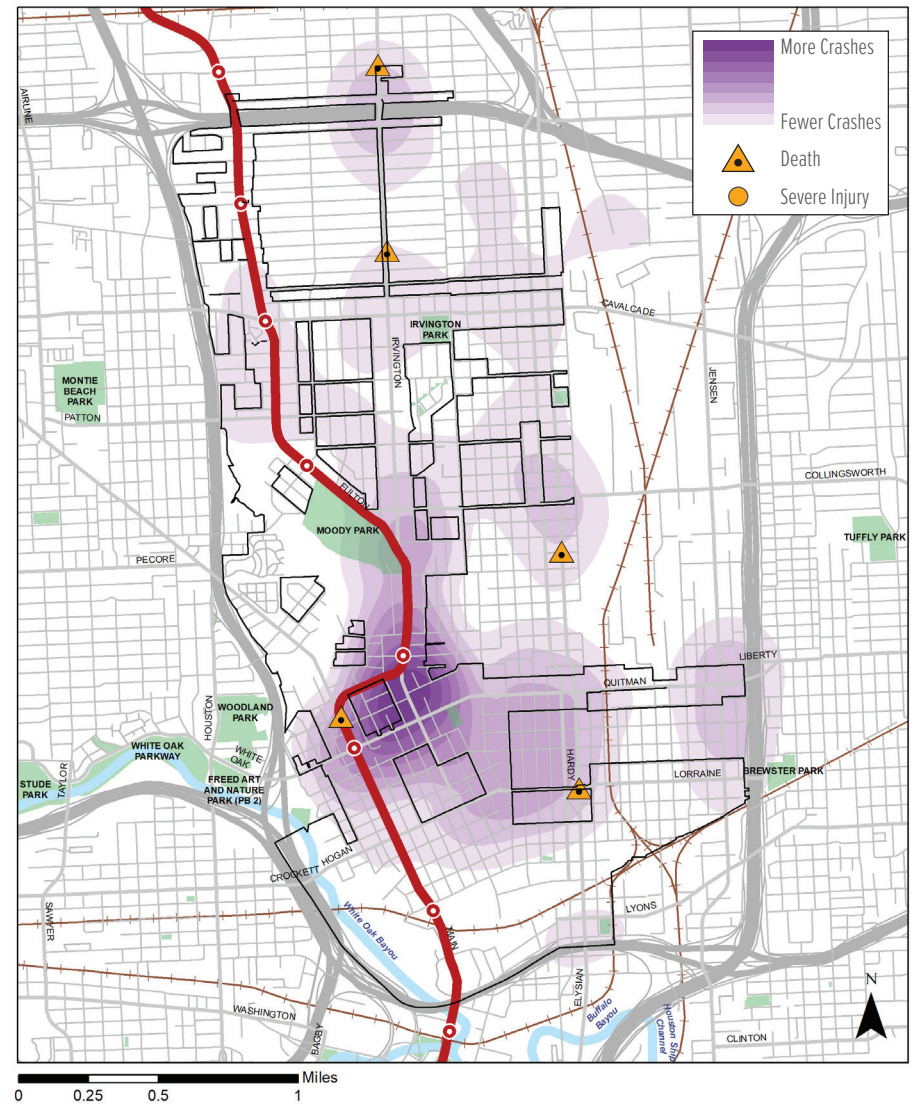 More Crashes
Fewer Crashes
Death
Severe Injury
AIRLINE
CAVALCADE
IRVINGTON
PARK
IRVINGTON
JENSEN
MONTIE
BEACH
PARK
PATTON
COLLINGSWORTH
FULTON
MOODY PARK
TUFFLY PARK
PECORE
LIBERTY
QUITMAN
HOUSTON
WOODLAND
PARK
WHITE OAK
PARKWAY
WHITE
OAK
HARDY
LORRAINE
BREWSTER PARK
STUDE
PARK
TAYLOR
FREED ART
AND NATURE
PARK (PB 2)
CROCKETT
HOGAN
SAWYER
White Oak Bayou
LYONS
MAIN
N
WASHINGTON
BAGBY
ELYSIAN
Buffalo
Bayou
Houston Ship
Channel
CLINTON
Miles
0
0.25
0.5
1